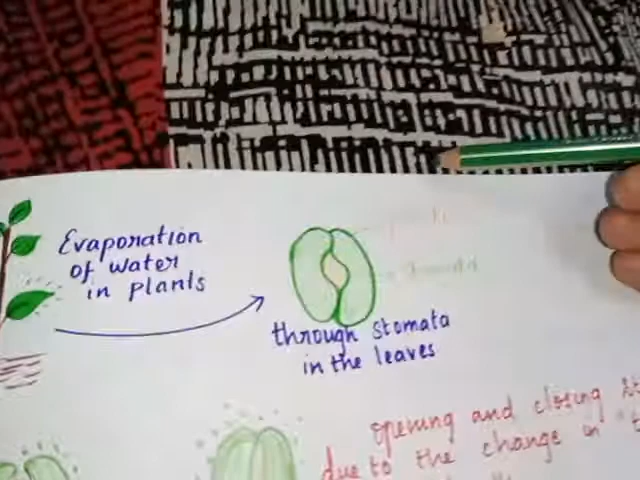 Evaporation
of water
in plants
through stomata
in the leaves
opening and closing
due to the change in